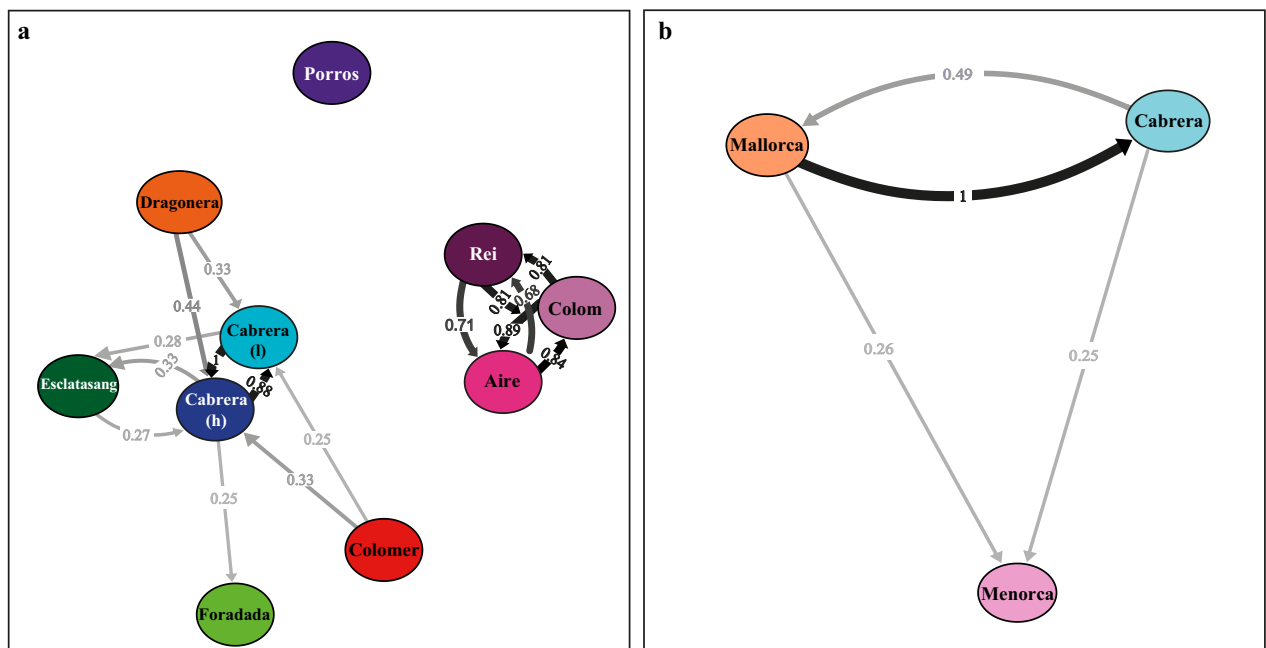 a
Porros
Dragonera
0.33
0.44
Cabrera
(l)
0.28
1
0.33
Esclatasang
0.88
Cabrera
(h)
0.27
0.25
0.33
0.25
Colomer
Foradada
Rei
0.81
0.81
0.68
Colom
0.71
0.89
0.84
Aire
b
0.49
Mallorca
Cabrera
1
0.26
0.25
Menorca